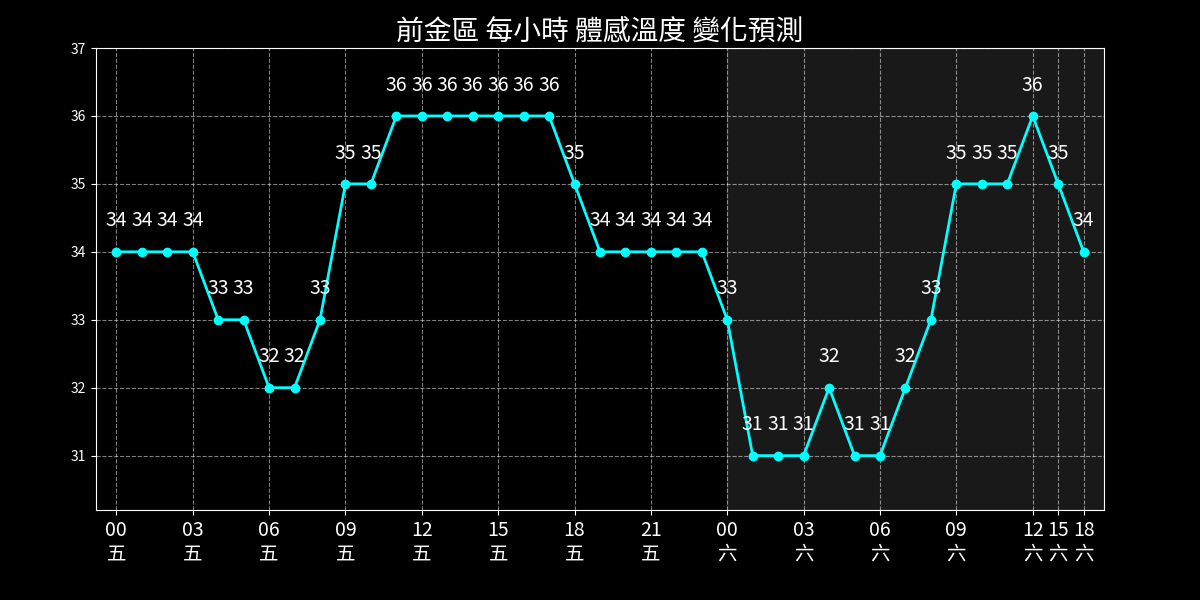 前金區 每小時 體感溫度 變化預測
37
36 36 36 36 36 36 36 36
36
35 35 35 35 35 35 35
35
34 34 34 34 34 34 34 34 34 34
34
33 33 33 33 33
33
32 32 32 32
32
31 31 31 31 31
31
00 03 06 09 12 15 18 21 00 03 06 09 12 15 18
五 五 五 五 五 五 五 五 六 六 六 六 六 六 六